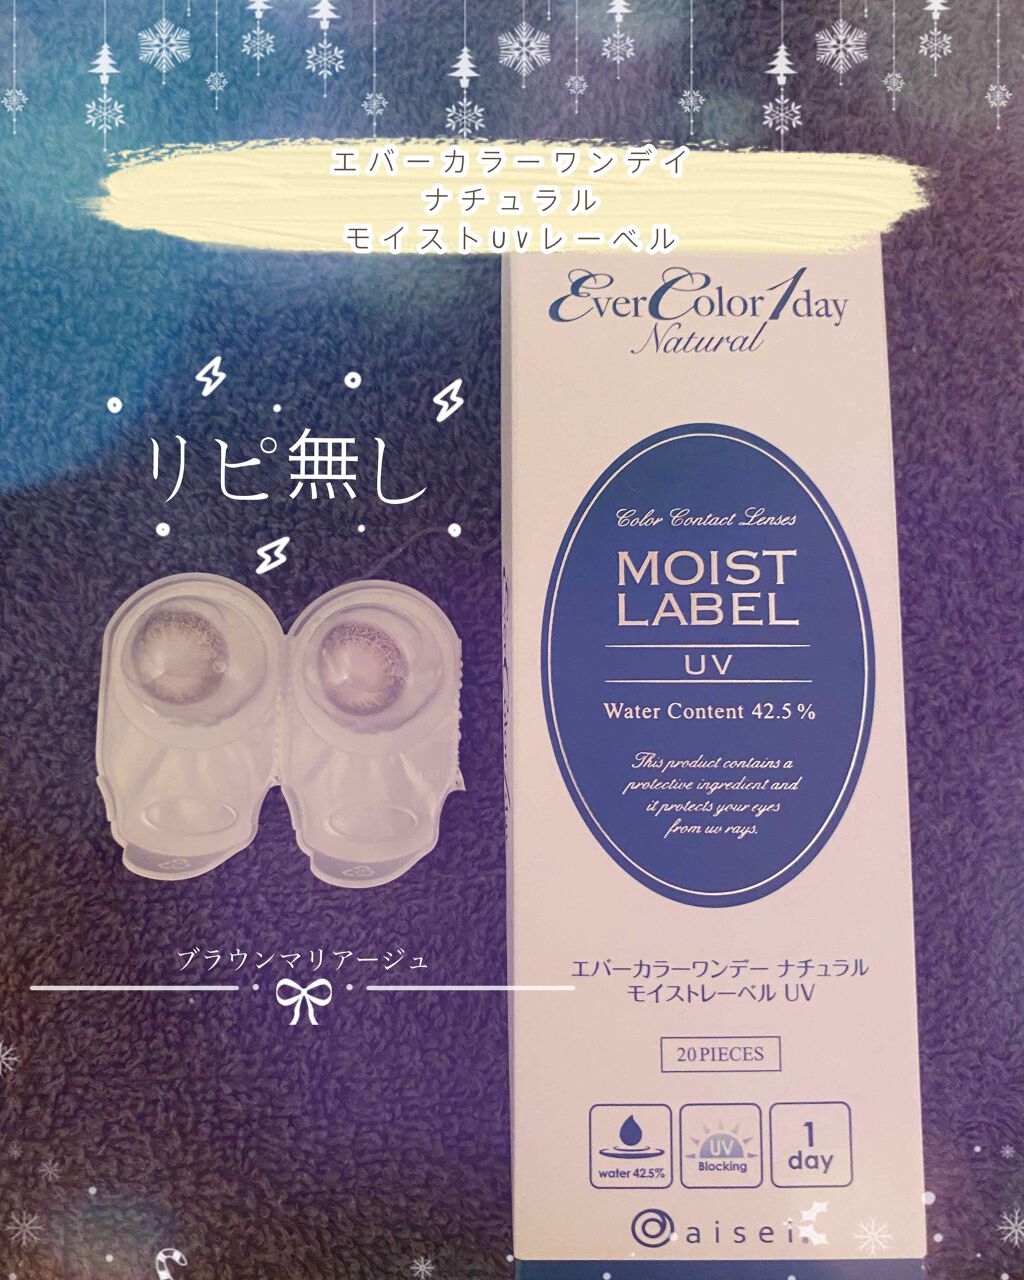 エバーカラーワンデイ
ナチュラル
モイストUVレーベル
EverColor1day
Natural
リピ無し
Color Contact Lenses
MOIST
LABEL
UV
Water Content 42.5%
This product contains a
protective ingredient and
it protects your eyes
from uv rays.
ブラウンマリアージュ
エバーカラーワンデー ナチュラル
モイストレーベル UV
20PIECES
water 42.5%
UV
Blocking
1
day
aisei